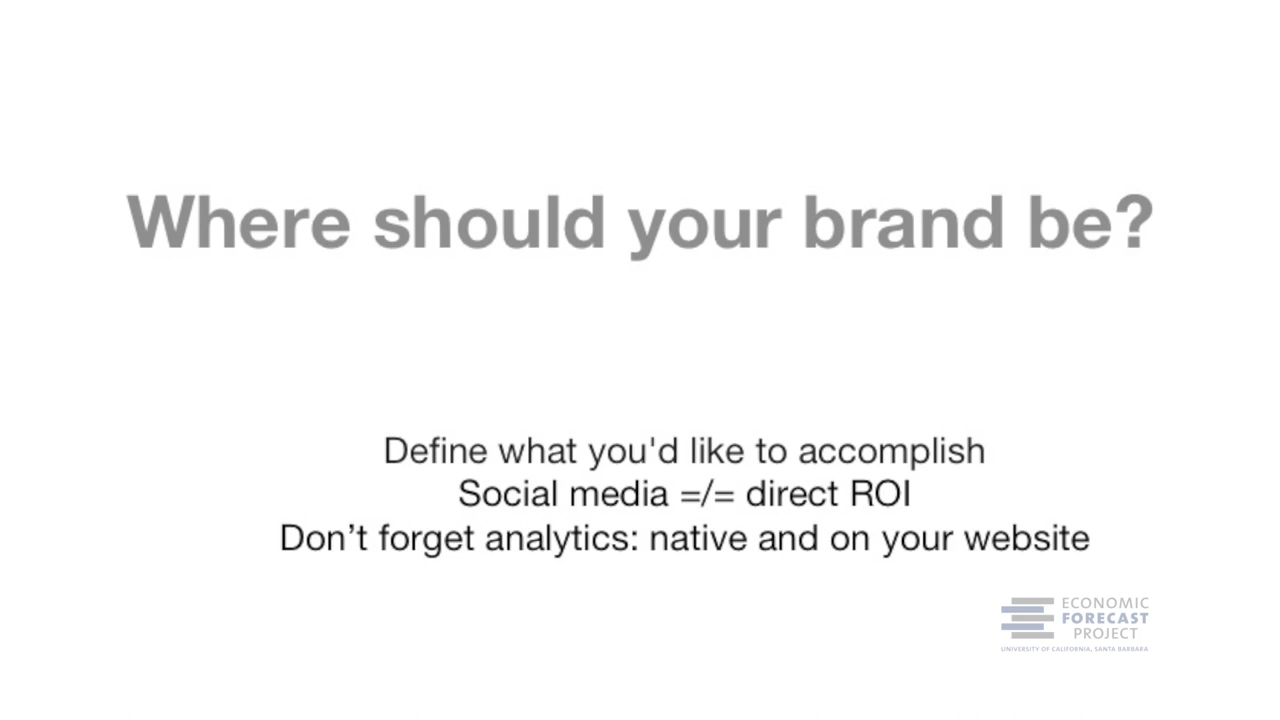 Where should your brand be?
Define what you'd like to accomplish
Social media =/= direct ROI
Don’t forget analytics: native and on your website
ECONOMIC
FORECAST
PROJECT
UNIVERSITY OF CALIFORNIA, SANTA BARBARA